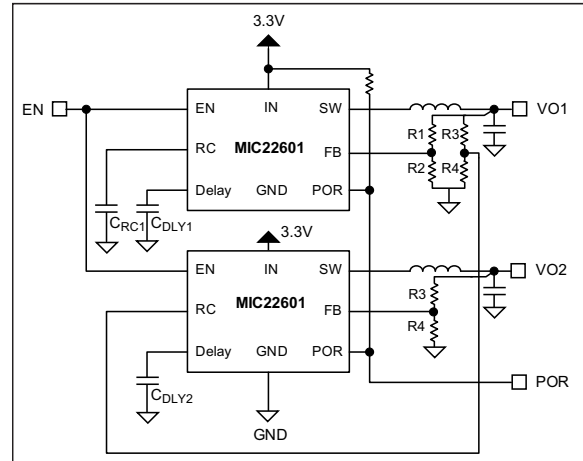 3.3V
EN
EN IN SW
VO1
R1 R3
RC MIC22601 FB
R2 R4
Delay GND POR
CRC1 CDLY1
3.3V
EN IN SW
VO2
MIC22601
R3
RC FB
R4
Delay GND POR
CDLY2
POR
GND